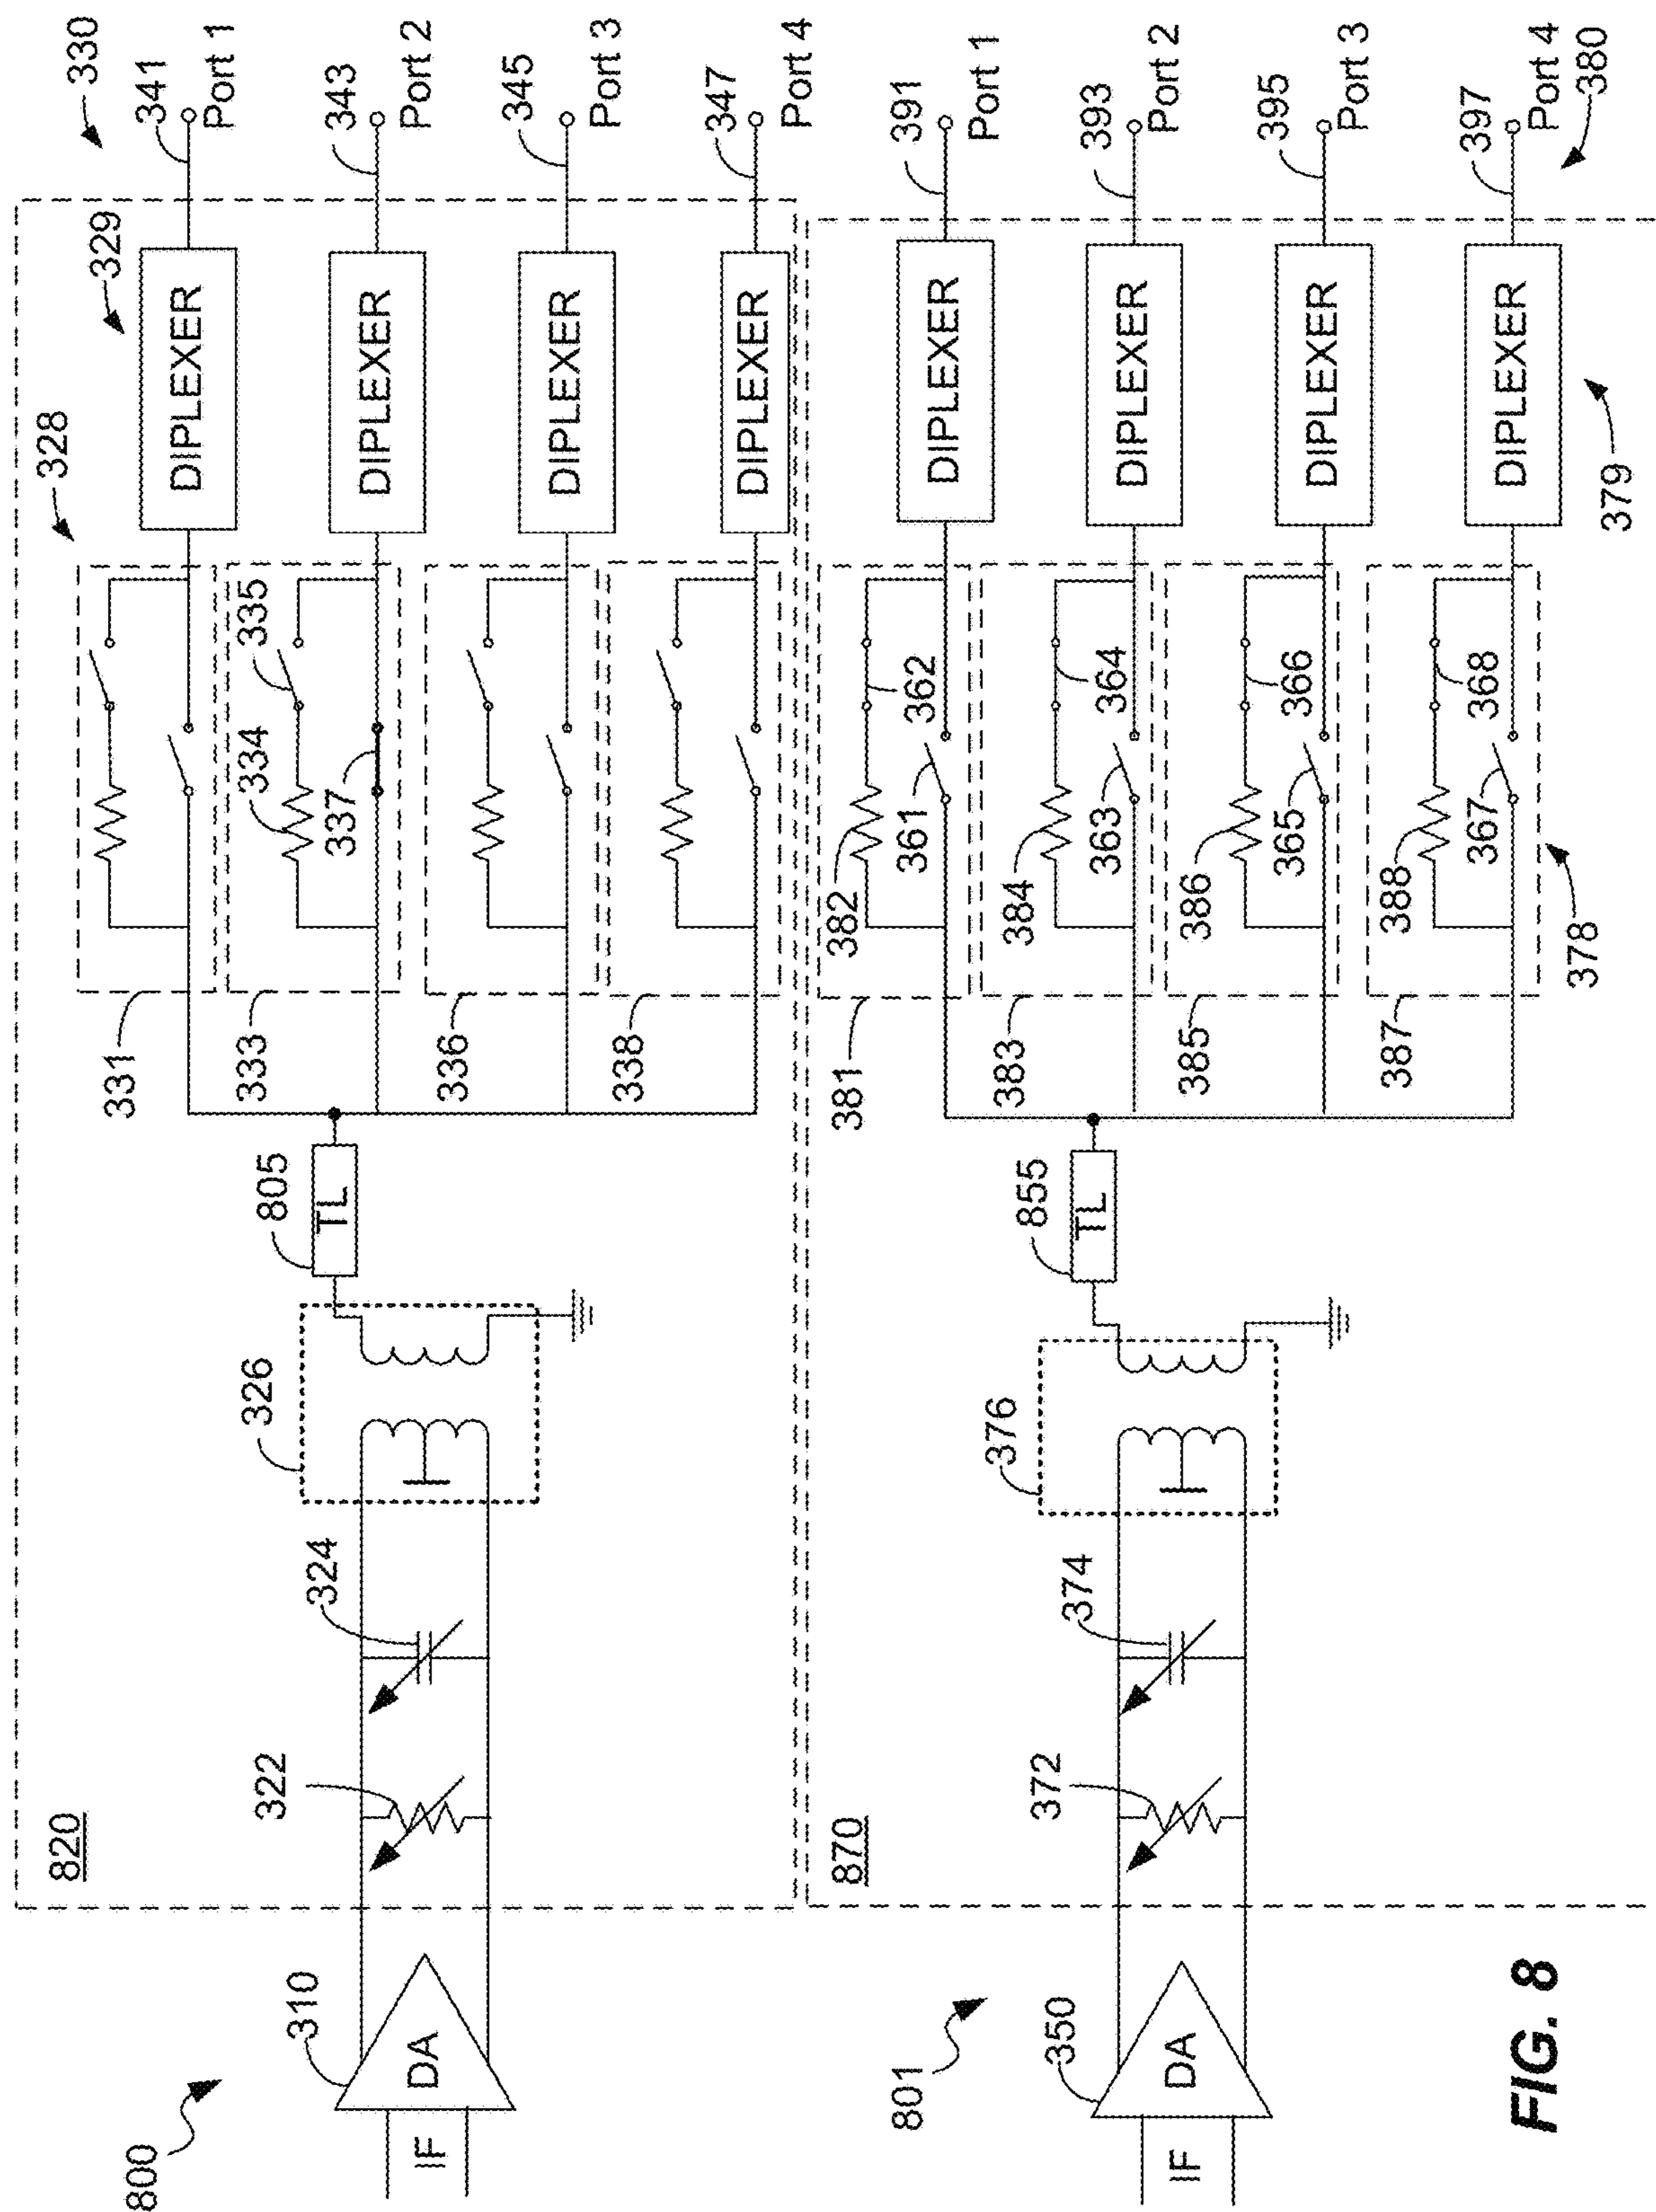 800
310
DA
IF
820
322
324
326
805
TL
328
329
330
331
333
334
335
337
336
338
DIPLEXER
DIPLEXER
DIPLEXER
DIPLEXER
341
Port 1
343
Port 2
345
Port 3
347
Port 4
801
350
DA
IF
870
372
374
376
855
TL
381
382
361
362
383
384
363
364
385
386
365
366
387
388
367
368
378
DIPLEXER
DIPLEXER
DIPLEXER
DIPLEXER
379
391
Port 1
393
Port 2
395
Port 3
397
Port 4
380
FIG. 8